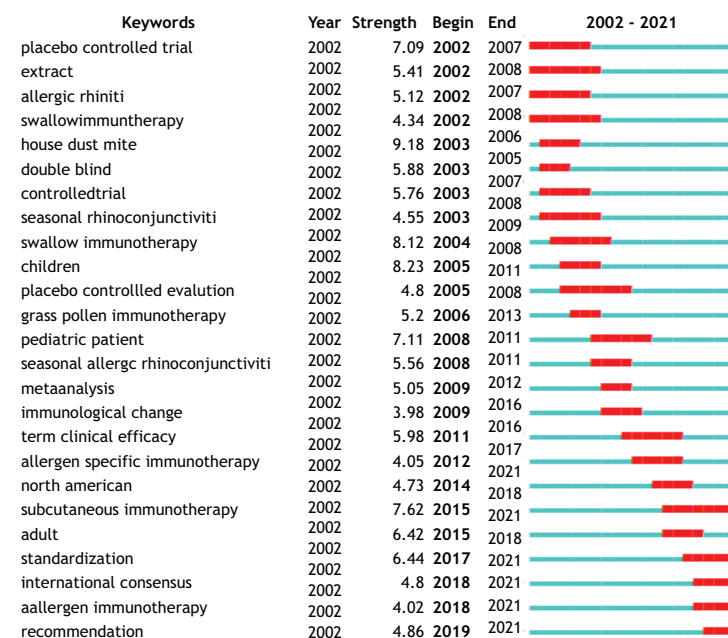 Keywords Year Strength Begin End 2002 - 2021
placebo controlled trial 2002 7.09 2002 2007
extract 2002 5.41 2002 2008
allergic rhiniti 2002 5.12 2002 2007
2002
swallowimmuntherapy 2002 4.34 2002 2008
house dust mite 2002 9.18 2003 2006
2005
double blind 2002 5.88 2003
controlledtrial 2002 5.76 2003 2007
2008
seasonal rhinoconjunctiviti 2002 4.55 2003 2009
swallow immunotherapy 2002 8.12 2004 2008
2002
children 2002 8.23 2005 2011
placebo controllled evalution 2002 4.8 2005 2008
grass pollen immunotherapy 2002 5.2 2006 2013
pediatric patient 2002 7.11 2008 2011
seasonal allergc rhinoconjunctiviti 2002 5.56 2008 2011
metaanalysis 2002 5.05 2009 2012
immunological change 2002 3.98 2009 2016
term clinical efficacy 2002 5.98 2011 2016
2002 2017
allergen specific immunotherapy 2002 4.05 2012 2021
north american 2002 4.73 2014 2018
subcutaneous immunotherapy 2002 7.62 2015 2021
adult 2002 6.42 2015 2018
standardization 2002 6.44 2017 2021
international consensus 2002 4.8 2018 2021
2002
aallergen immunotherapy 2002 4.02 2018 2021
recommendation 2002 4.86 2019 2021